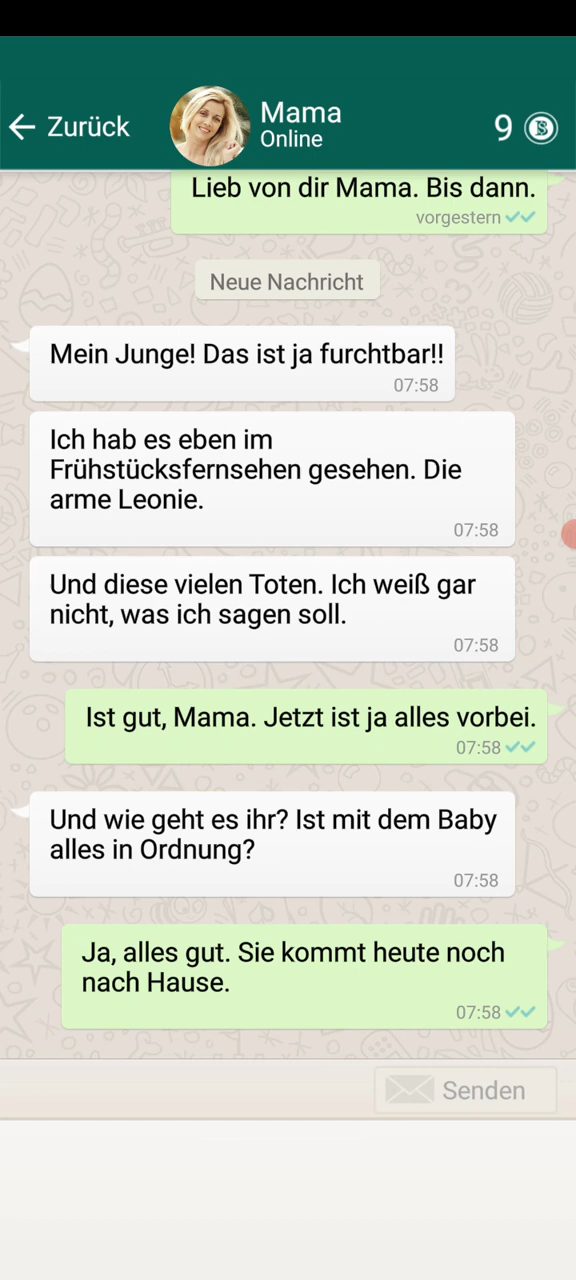 Zurück
Mama
Online
9
Lieb von dir Mama. Bis dann.
vorgestern
Neue Nachricht
Mein Junge! Das ist ja furchtbar!!
07:58
Ich hab es eben im
Frühstücksfernsehen gesehen. Die
arme Leonie.
07:58
Und diese vielen Toten. Ich weiß gar
nicht, was ich sagen soll.
07:58
Ist gut, Mama. Jetzt ist ja alles vorbei.
07:58
Und wie geht es ihr? Ist mit dem Baby
alles in Ordnung?
07:58
Ja, alles gut. Sie kommt heute noch
nach Hause.
07:58
Senden